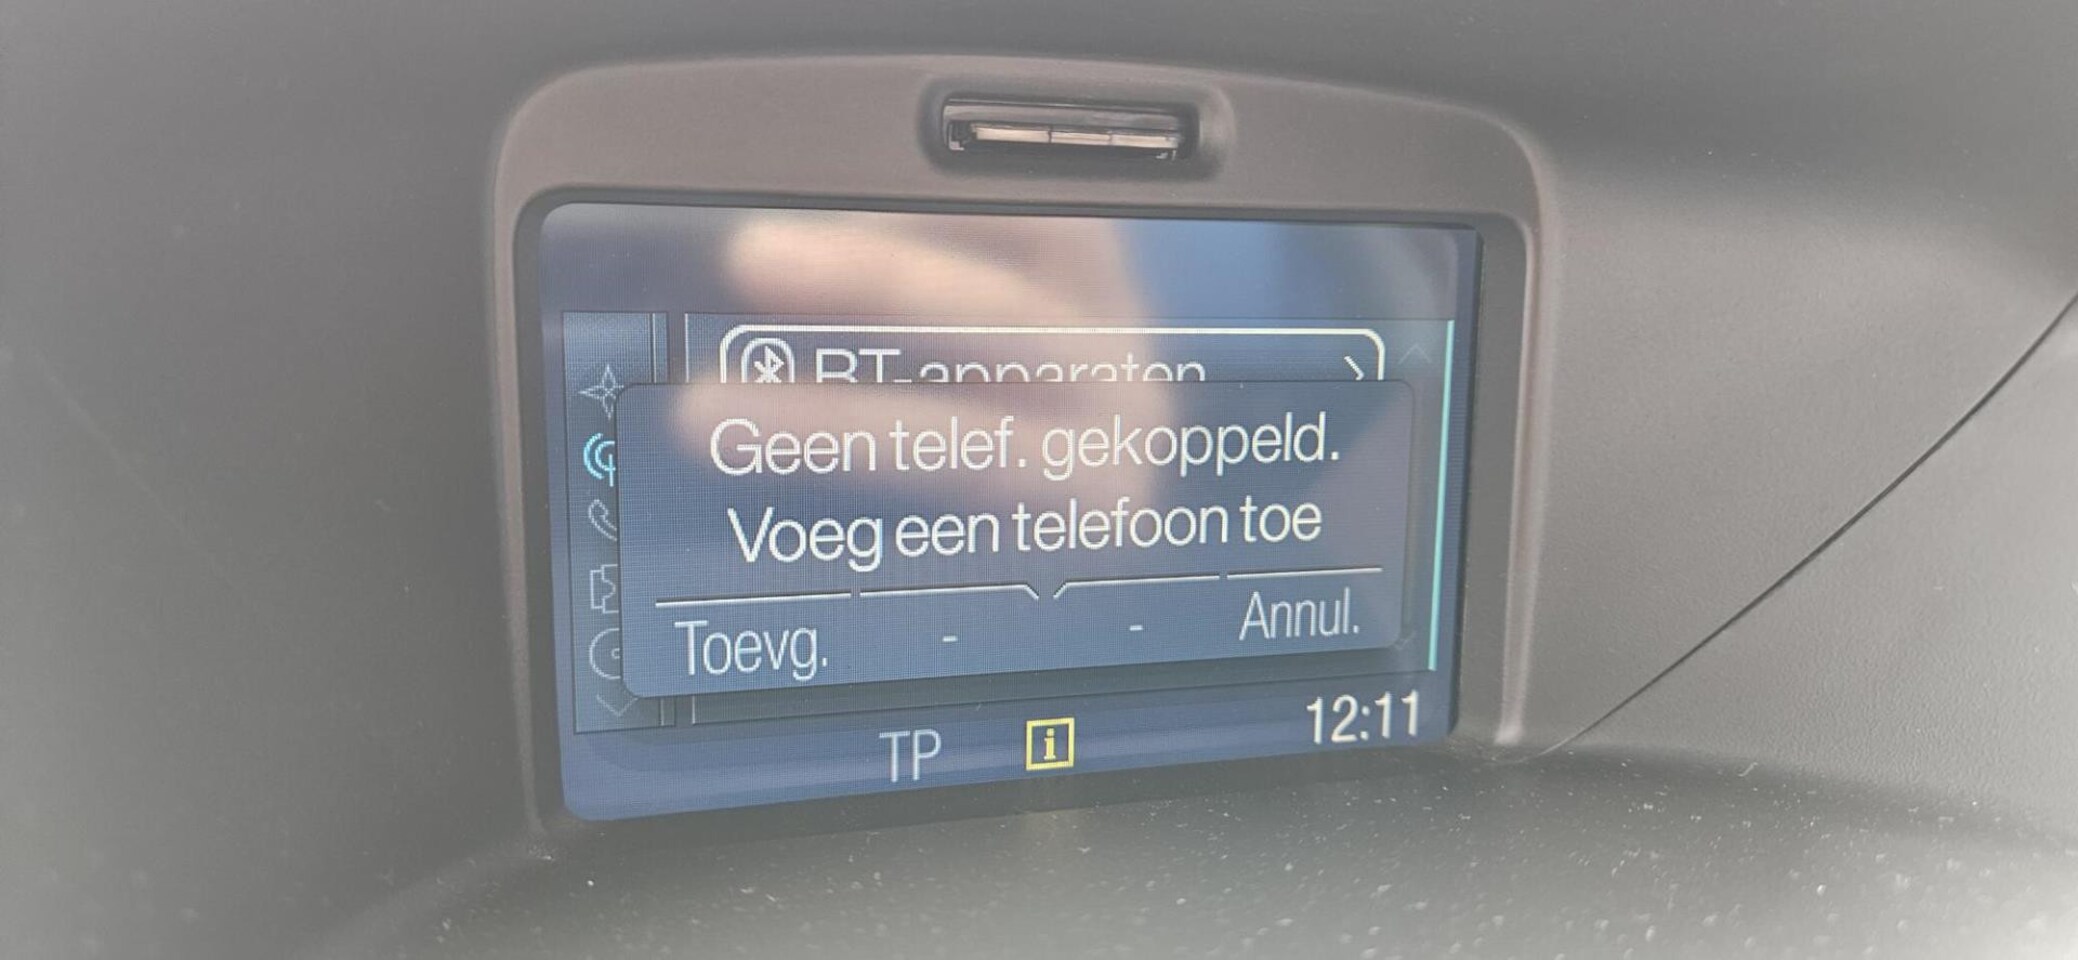 BT-apparaten
Geen telef. gekoppeld.
Voeg een telefoon toe
Toevg. - - Annul.
TP i 12:11